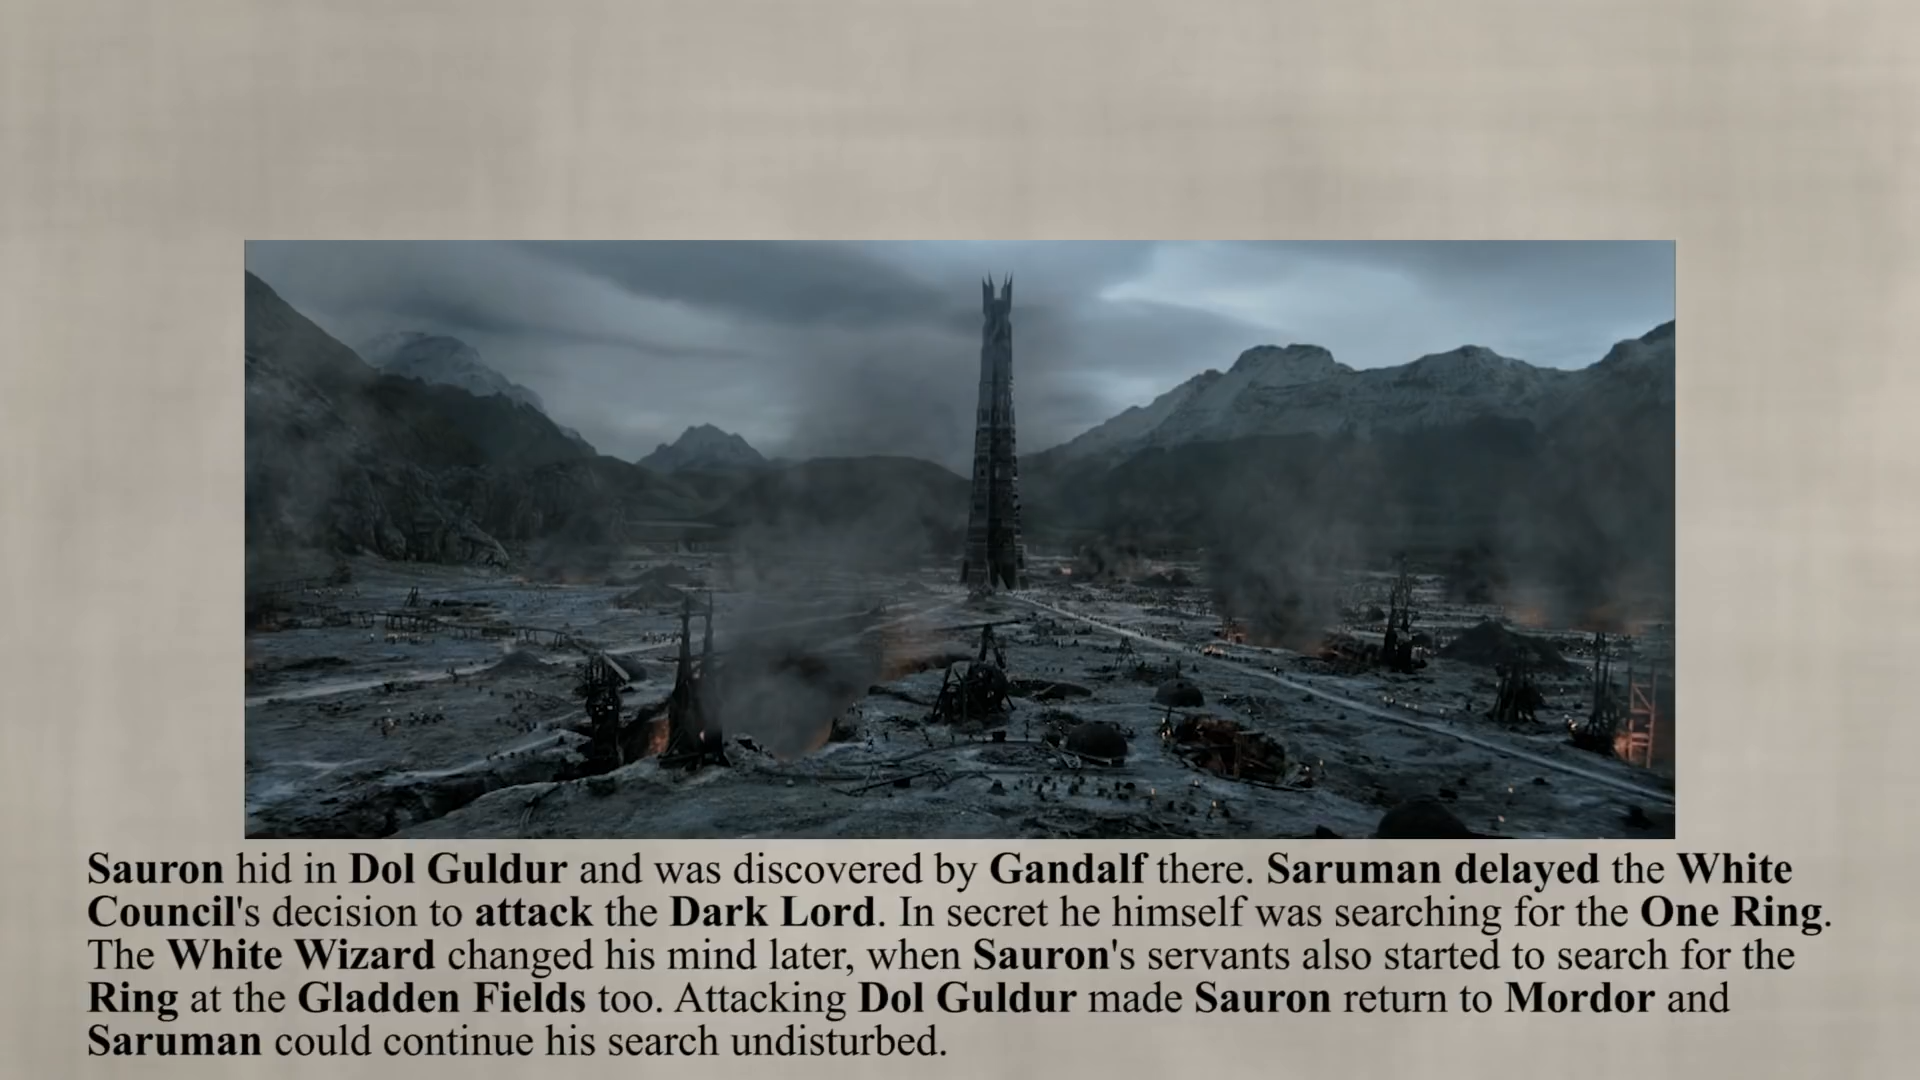 Sauron hid in Dol Guldur and was discovered by Gandalf there. Saruman delayed the White
Council's decision to attack the Dark Lord. In secret he himself was searching for the One Ring.
The White Wizard changed his mind later, when Sauron's servants also started to search for the
Ring at the Gladden Fields too. Attacking Dol Guldur made Sauron return to Mordor and
Saruman could continue his search undisturbed.